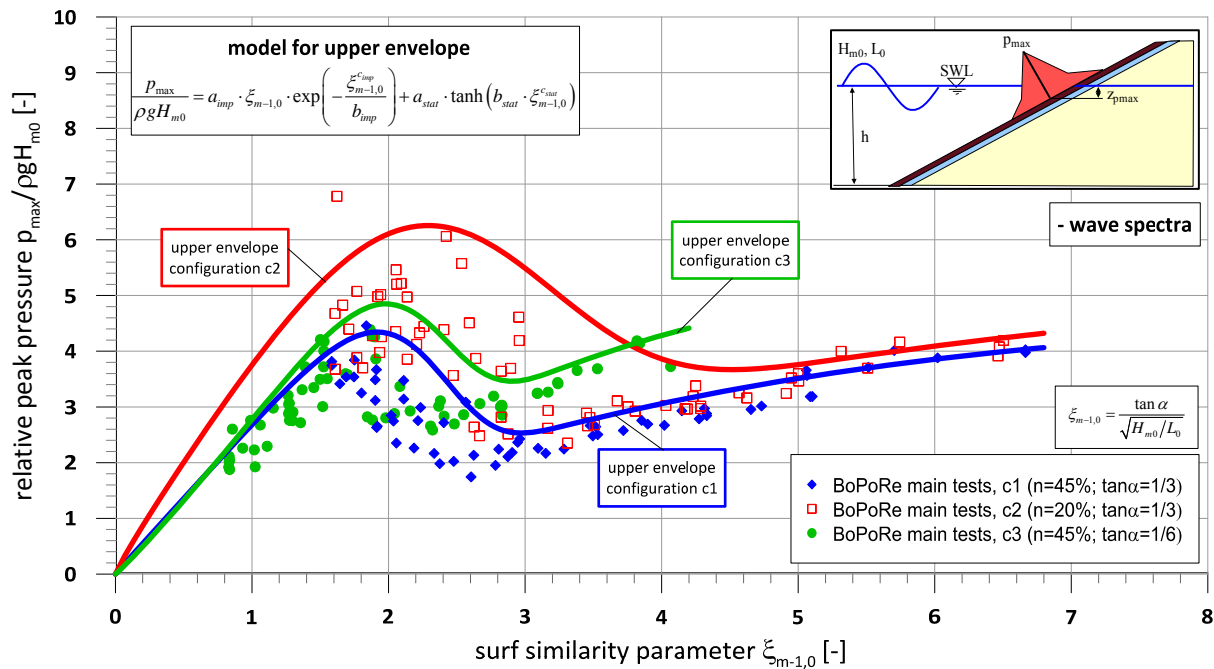 relative peak pressure p_max/ρgH_m0 [-]
10
9
8
7
6
5
4
3
2
1
0
model for upper envelope
p_max/ρgH_m0 = a_imp · ξ_m−1,0 · exp(−ξ_m−1,0^c_imp / b_imp) + a_stat · tanh(b_stat · ξ_m−1,0^c_stat)
H_m0, L_0
SWL
p_max
z_pmax
h
- wave spectra
upper envelope
configuration c2
upper envelope
configuration c3
upper envelope
configuration c1
ξ_m−1,0 = tan α / √(H_m0/L_0)
BoPoRe main tests, c1 (n=45%; tanα=1/3)
BoPoRe main tests, c2 (n=20%; tanα=1/3)
BoPoRe main tests, c3 (n=45%; tanα=1/6)
0 1 2 3 4 5 6 7 8
surf similarity parameter ξ_m-1,0 [-]